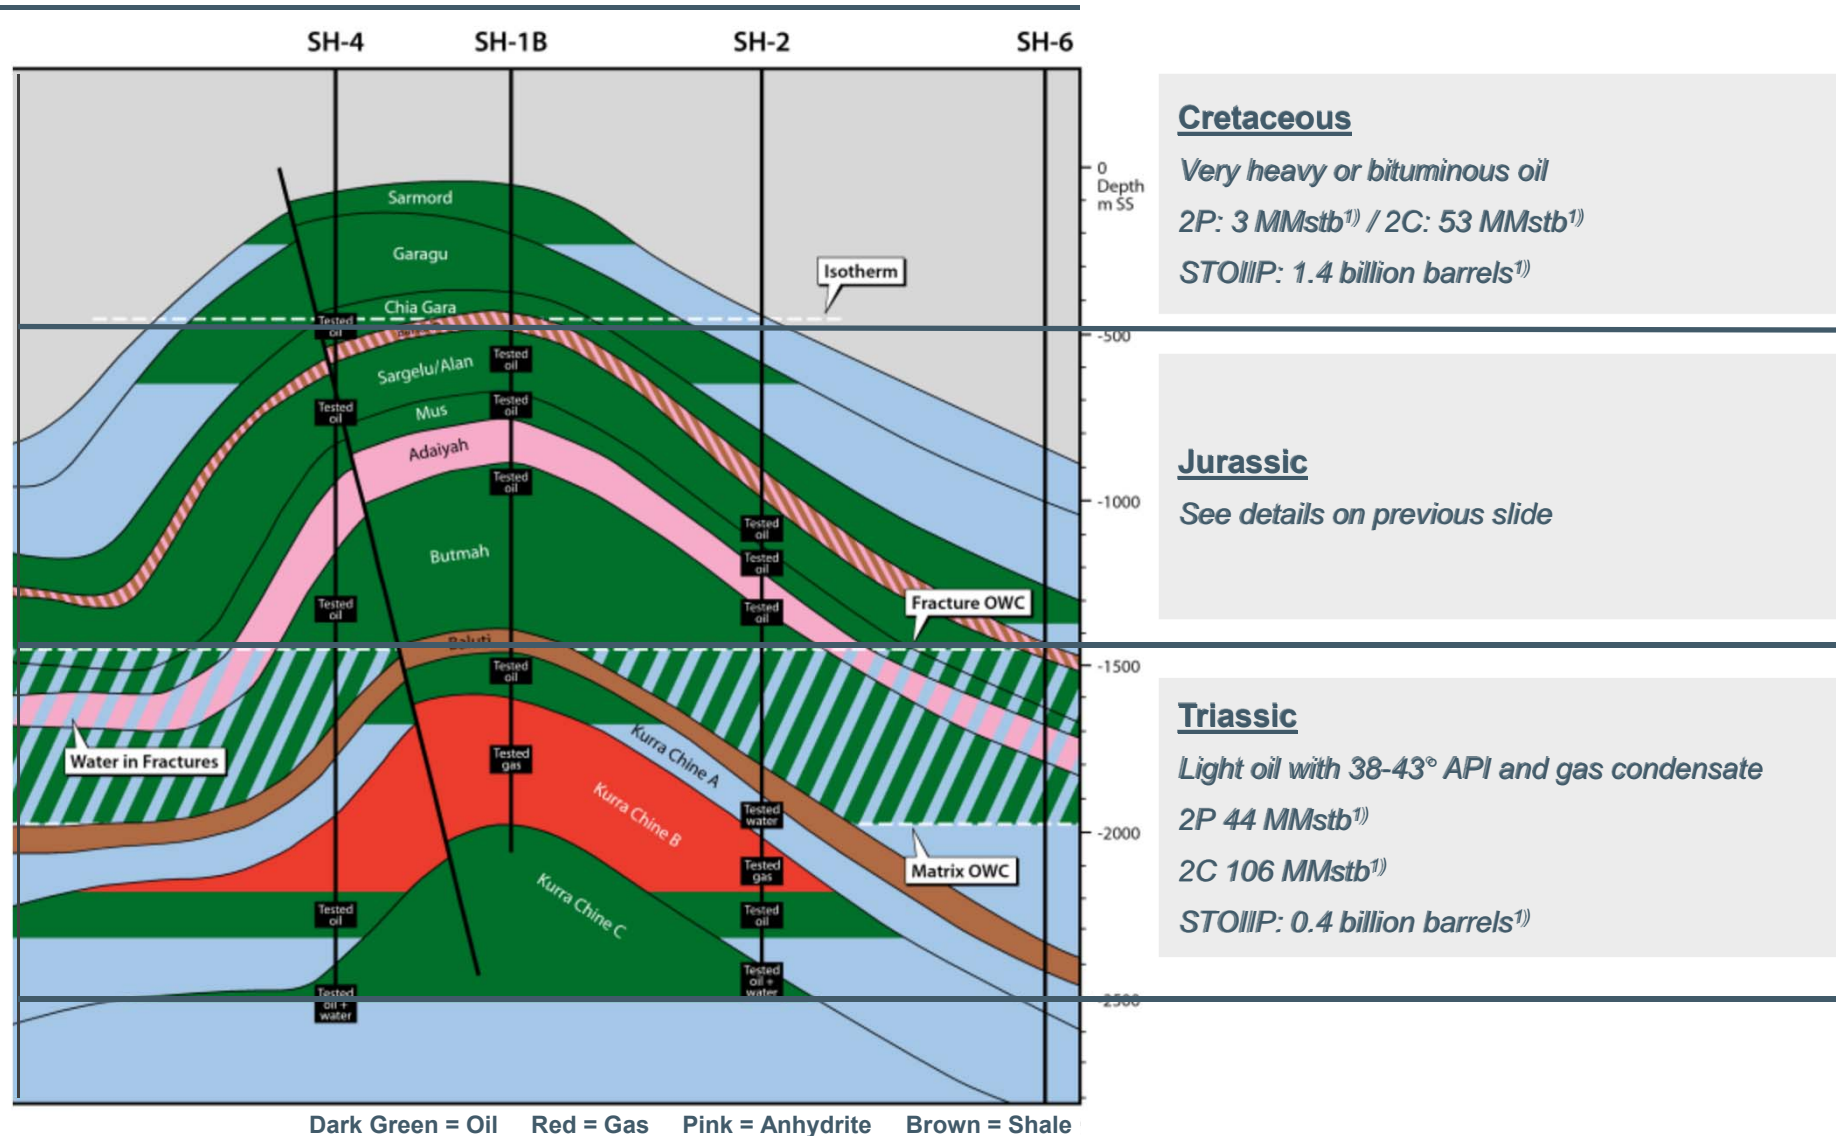 SH-4 SH-1B SH-2 SH-6
0
Depth
m SS
-500
-1000
-1500
-2000
-2500
Sarmord
Garagu
Chia Gara
Isotherm
Sargelu/Alan
Mus
Adaiyah
Butmah
Baluti
Kurra Chine A
Kurra Chine B
Kurra Chine C
Fracture OWC
Matrix OWC
Water in Fractures
Tested
oil
Tested
oil
Tested
oil
Tested
oil
Tested
oil +
water
Tested
oil
Tested
oil
Tested
oil
Tested
oil
Tested
gas
Tested
oil
Tested
oil
Tested
oil
Tested
water
Tested
gas
Tested
oil
Tested
oil +
water
Cretaceous
Very heavy or bituminous oil
2P: 3 MMstb1) / 2C: 53 MMstb1)
STOIIP: 1.4 billion barrels1)
Jurassic
See details on previous slide
Triassic
Light oil with 38-43° API and gas condensate
2P 44 MMstb1)
2C 106 MMstb1)
STOIIP: 0.4 billion barrels1)
Dark Green = Oil Red = Gas Pink = Anhydrite Brown = Shale